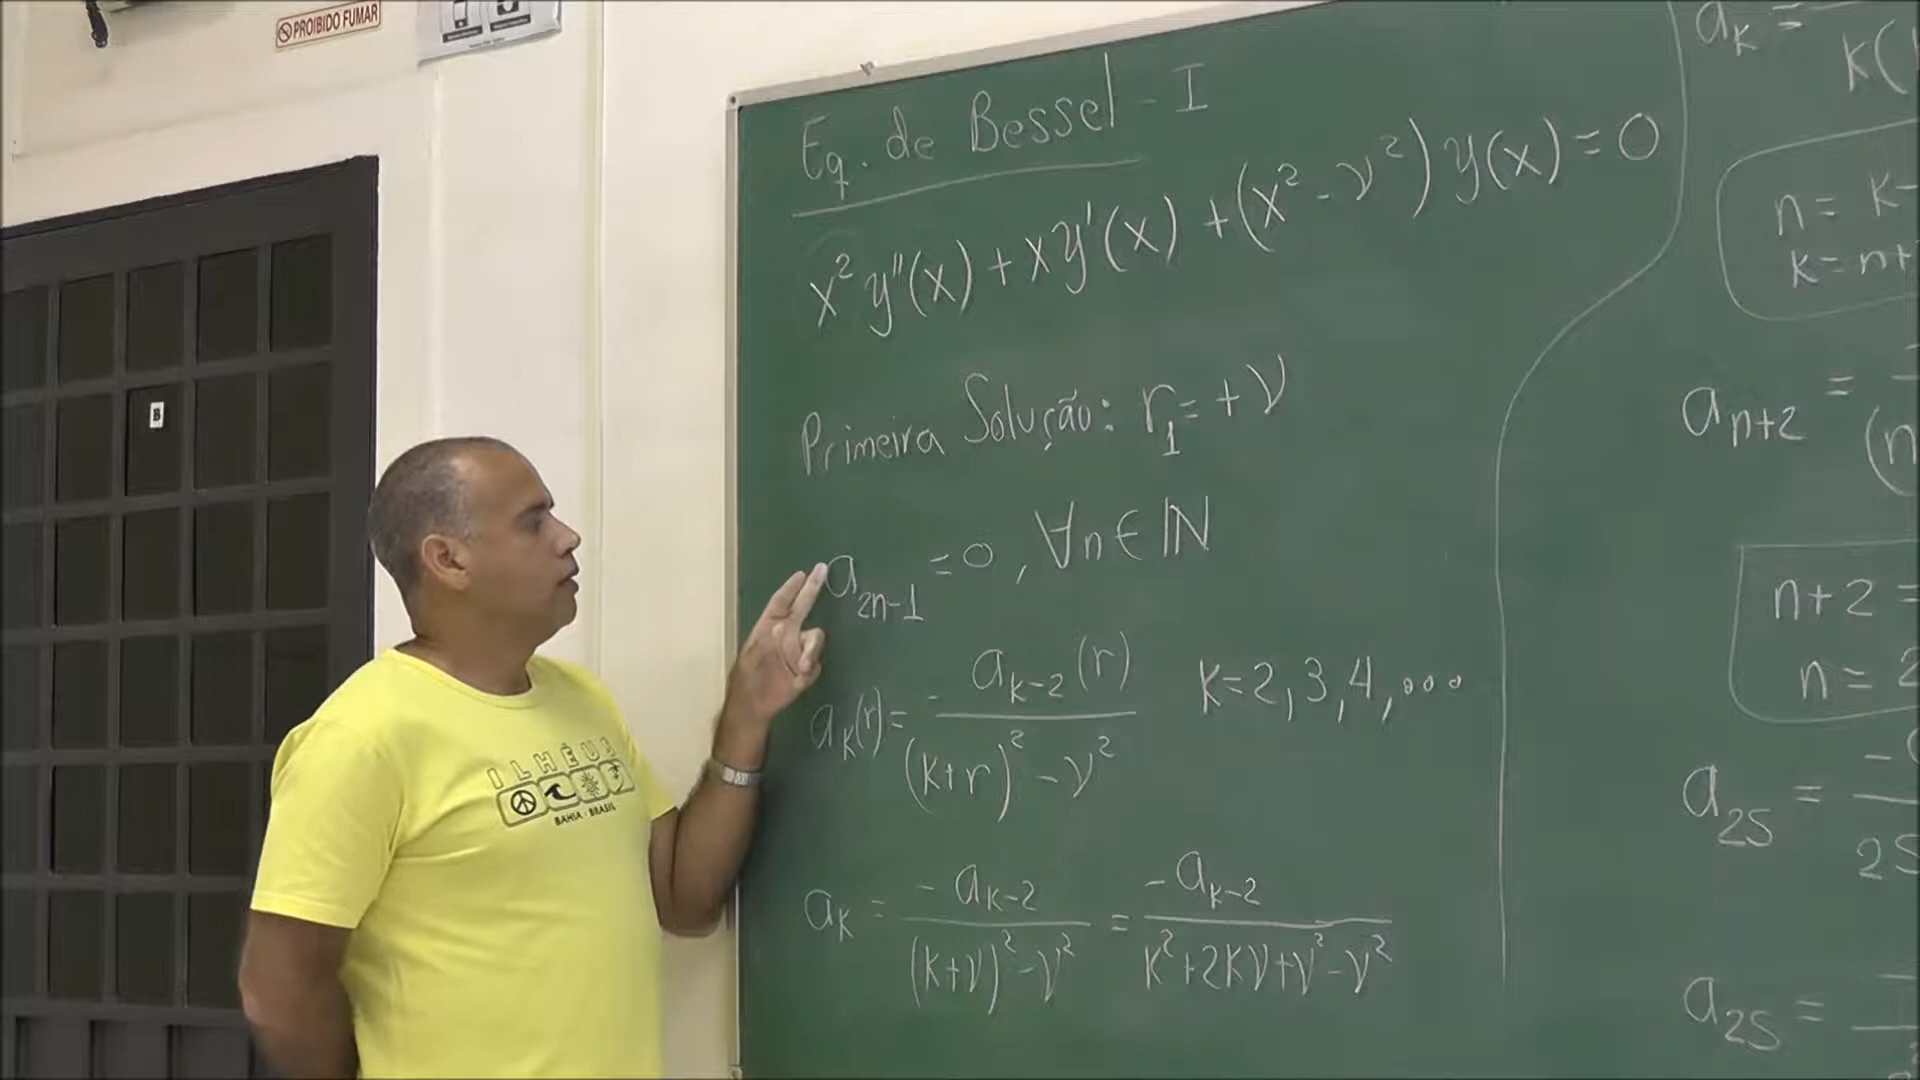 PROIBIDO FUMAR
Eq. de Bessel - I
x² y''(x) + x y'(x) + (x² - ν²) y(x) = 0
Primeira Solução: r₁ = + ν
a₂ₙ₋₁ = 0, ∀n ∈ ℕ
aₖ(r) = - aₖ₋₂(r) / ((k+r)² - ν²) k = 2, 3, 4, ...
aₖ = - aₖ₋₂ / ((k+ν)² - ν²) = - aₖ₋₂ / (k² + 2kν + ν² - ν²)
aₖ =
k(
n = k-
k = n+
aₙ₊₂ =
(n
n+2 =
n = 2
a₂ₛ = -
2s
a₂ₛ =
B
ILHÉUS
BAHIA - BRASIL